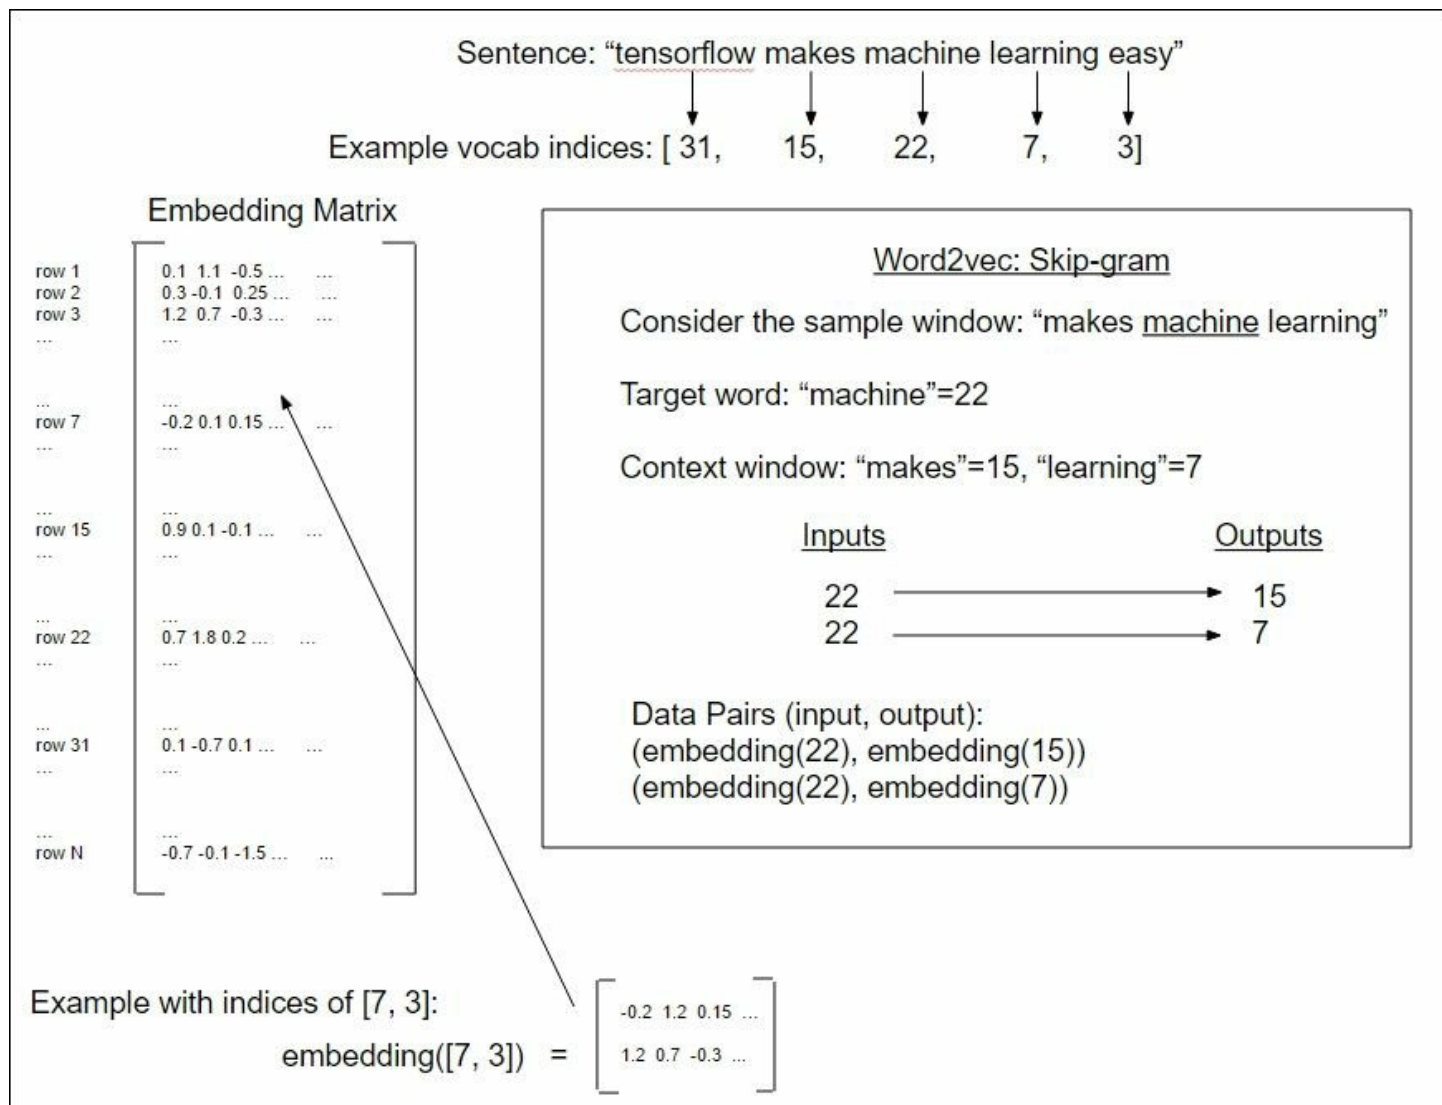 Sentence: “tensorflow makes machine learning easy”
Example vocab indices: [ 31, 15, 22, 7, 3]
Embedding Matrix
row 1 0.1 1.1 -0.5 ... ...
row 2 0.3 -0.1 0.25 ... ...
row 3 1.2 0.7 -0.3 ... ...
... ...
... ...
row 7 -0.2 0.1 0.15 ... ...
... ...
... ...
row 15 0.9 0.1 -0.1 ... ...
... ...
... ...
row 22 0.7 1.8 0.2 ... ...
... ...
... ...
row 31 0.1 -0.7 0.1 ... ...
... ...
... ...
row N -0.7 -0.1 -1.5 ... ...
Word2vec: Skip-gram
Consider the sample window: “makes machine learning”
Target word: “machine”=22
Context window: “makes”=15, “learning”=7
Inputs Outputs
22 15
22 7
Data Pairs (input, output):
(embedding(22), embedding(15))
(embedding(22), embedding(7))
Example with indices of [7, 3]:
embedding([7, 3]) =
-0.2 1.2 0.15 ...
1.2 0.7 -0.3 ...